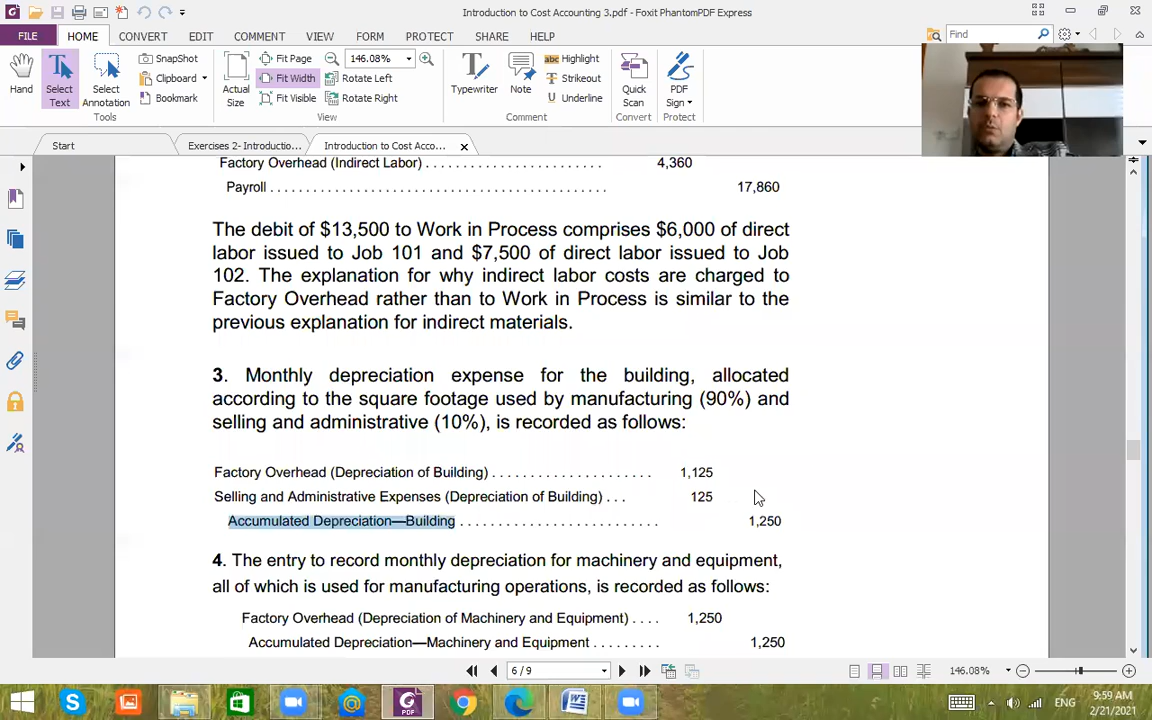 Introduction to Cost Accounting 3.pdf - Foxit PhantomPDF Express
FILE HOME CONVERT EDIT COMMENT VIEW FORM PROTECT SHARE HELP
Find
Hand
Select Text
Select Annotation
SnapShot
Clipboard
Bookmark
Tools
Actual Size
Fit Page
Fit Width
Fit Visible
146.08%
Rotate Left
Rotate Right
View
Typewriter
Note
Highlight
Strikeout
Underline
Comment
Quick Scan
Convert
PDF Sign
Protect
Start
Exercises 2- Introductio...
Introduction to Cost Acco...
Factory Overhead (Indirect Labor) . . . . . . . . . . . . . . . . . . . . . . . . . . 4,360
Payroll . . . . . . . . . . . . . . . . . . . . . . . . . . . . . . . . . . . . . . . . . . . . . . . . . 17,860
The debit of $13,500 to Work in Process comprises $6,000 of direct
labor issued to Job 101 and $7,500 of direct labor issued to Job
102. The explanation for why indirect labor costs are charged to
Factory Overhead rather than to Work in Process is similar to the
previous explanation for indirect materials.
3. Monthly depreciation expense for the building, allocated
according to the square footage used by manufacturing (90%) and
selling and administrative (10%), is recorded as follows:
Factory Overhead (Depreciation of Building) . . . . . . . . . . . . . . . . . . . . . . 1,125
Selling and Administrative Expenses (Depreciation of Building) . . . 125
Accumulated Depreciation—Building . . . . . . . . . . . . . . . . . . . . . . . . . . . 1,250
4. The entry to record monthly depreciation for machinery and equipment,
all of which is used for manufacturing operations, is recorded as follows:
Factory Overhead (Depreciation of Machinery and Equipment) . . . . 1,250
Accumulated Depreciation—Machinery and Equipment . . . . . . . . . 1,250
6 / 9
146.08%
ENG
9:59 AM
2/21/2021